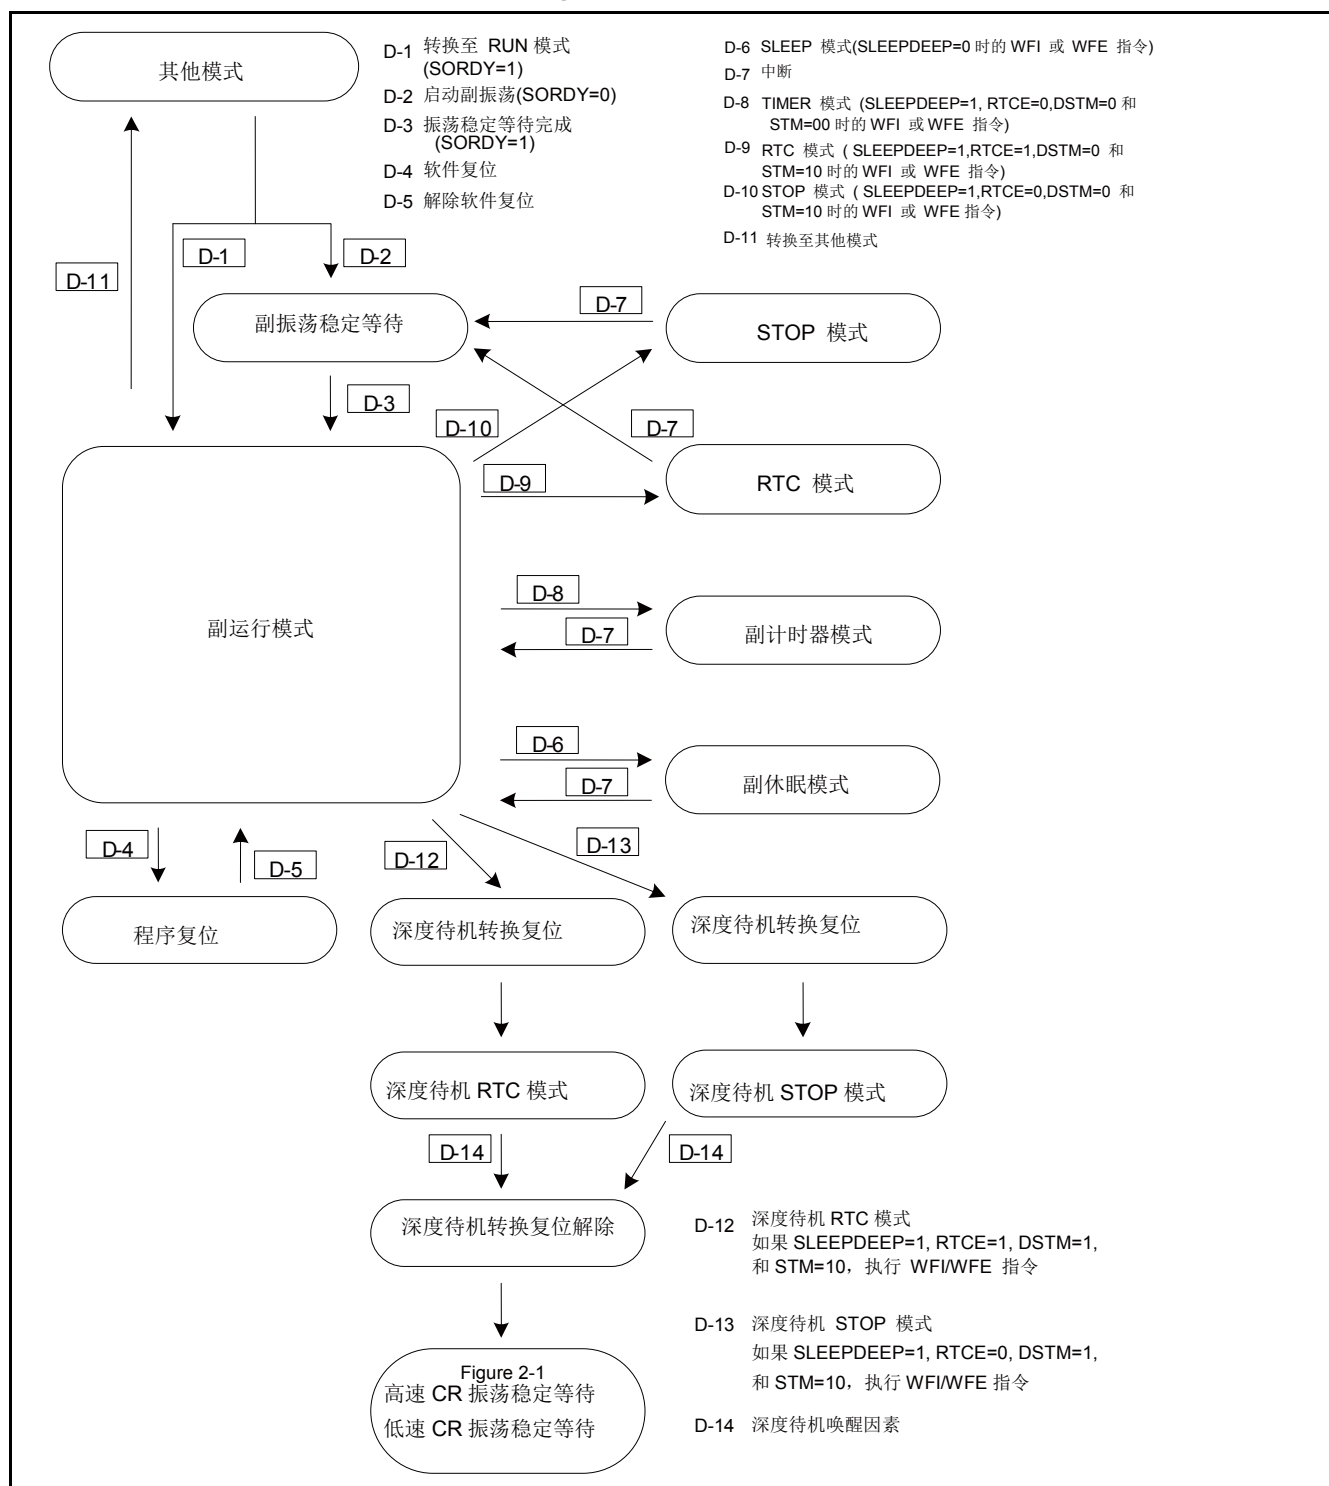 其他模式
D-1 转换至 RUN 模式
(SORDY=1)
D-2 启动副振荡(SORDY=0)
D-3 振荡稳定等待完成
(SORDY=1)
D-4 软件复位
D-5 解除软件复位
D-6 SLEEP 模式(SLEEPDEEP=0 时的 WFI 或 WFE 指令)
D-7 中断
D-8 TIMER 模式 (SLEEPDEEP=1, RTCE=0,DSTM=0 和
STM=00 时的 WFI 或 WFE 指令)
D-9 RTC 模式 ( SLEEPDEEP=1,RTCE=1,DSTM=0 和
STM=10 时的 WFI 或 WFE 指令)
D-10 STOP 模式 ( SLEEPDEEP=1,RTCE=0,DSTM=0 和
STM=10 时的 WFI 或 WFE 指令)
D-11 转换至其他模式
D-1
D-2
D-11
副振荡稳定等待
D-7
STOP 模式
D-3
D-10
D-7
D-9
RTC 模式
副运行模式
D-8
D-7
副计时器模式
D-6
D-7
副休眠模式
D-4
D-5
D-12
D-13
程序复位
深度待机转换复位
深度待机转换复位
深度待机 RTC 模式
深度待机 STOP 模式
D-14
D-14
深度待机转换复位解除
D-12 深度待机 RTC 模式
如果 SLEEPDEEP=1, RTCE=1, DSTM=1,
和 STM=10，执行 WFI/WFE 指令
D-13 深度待机 STOP 模式
如果 SLEEPDEEP=1, RTCE=0, DSTM=1,
和 STM=10，执行 WFI/WFE 指令
D-14 深度待机唤醒因素
Figure 2-1
高速 CR 振荡稳定等待
低速 CR 振荡稳定等待